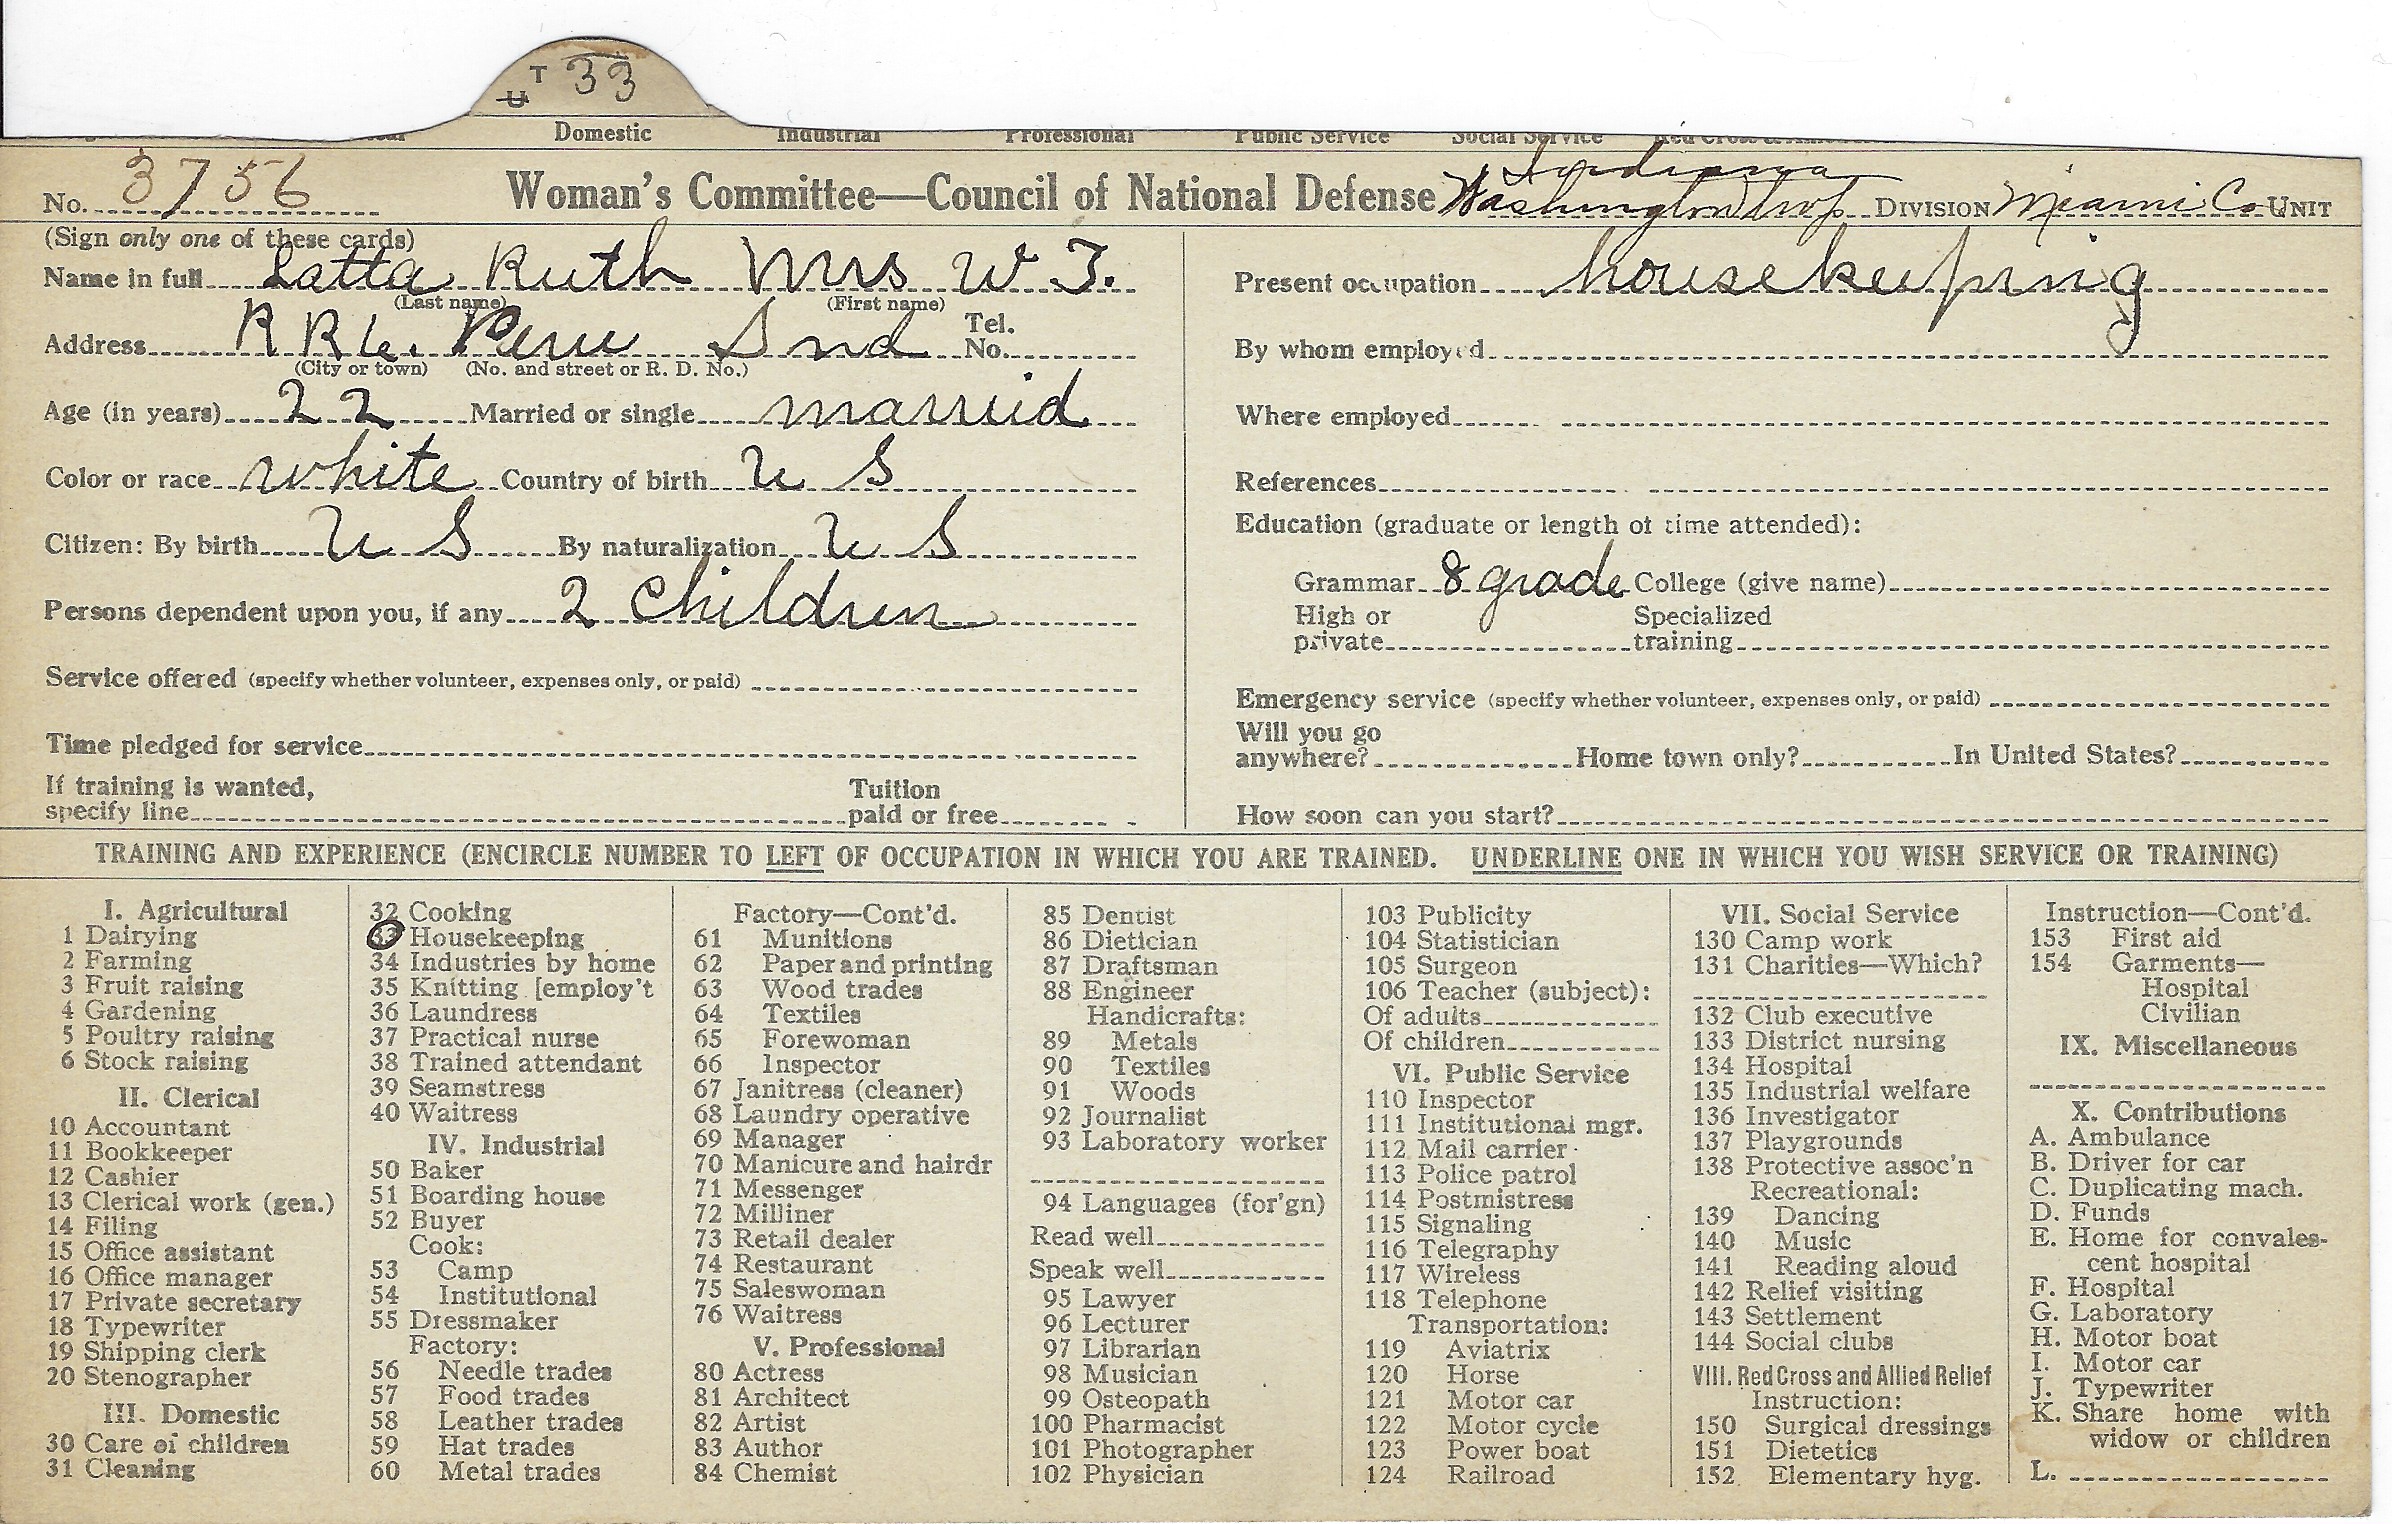 T 33
U
Domestic Industrial Professional Public Service Social Service
Indiana
No. 3756 Woman's Committee—Council of National Defense Washington Twp. DIVISION Miami Co UNIT
(Sign only one of these cards)
Name in full Latta Ruth Mrs W T.
(Last name) (First name)
Address R R 6. Peru Ind Tel. No.
(City or town) (No. and street or R. D. No.)
Age (in years) 22 Married or single married
Color or race white Country of birth U S
Citizen: By birth U S By naturalization U S
Persons dependent upon you, if any 2 children
Service offered (specify whether volunteer, expenses only, or paid)
Time pledged for service
If training is wanted,
specify line Tuition paid or free
Present occupation housekeeping
By whom employed
Where employed
References
Education (graduate or length of time attended):
Grammar 8 grade College (give name)
High or private Specialized training
Emergency service (specify whether volunteer, expenses only, or paid)
Will you go
anywhere? Home town only? In United States?
How soon can you start?
TRAINING AND EXPERIENCE (ENCIRCLE NUMBER TO LEFT OF OCCUPATION IN WHICH YOU ARE TRAINED. UNDERLINE ONE IN WHICH YOU WISH SERVICE OR TRAINING)
I. Agricultural
1 Dairying
2 Farming
3 Fruit raising
4 Gardening
5 Poultry raising
6 Stock raising
II. Clerical
10 Accountant
11 Bookkeeper
12 Cashier
13 Clerical work (gen.)
14 Filing
15 Office assistant
16 Office manager
17 Private secretary
18 Typewriter
19 Shipping clerk
20 Stenographer
III. Domestic
30 Care of children
31 Cleaning
32 Cooking
33 Housekeeping
34 Industries by home
35 Knitting [employ't
36 Laundress
37 Practical nurse
38 Trained attendant
39 Seamstress
40 Waitress
IV. Industrial
50 Baker
51 Boarding house
52 Buyer
Cook:
53 Camp
54 Institutional
55 Dressmaker
Factory:
56 Needle trades
57 Food trades
58 Leather trades
59 Hat trades
60 Metal trades
Factory—Cont'd.
61 Munitions
62 Paper and printing
63 Wood trades
64 Textiles
65 Forewoman
66 Inspector
67 Janitress (cleaner)
68 Laundry operative
69 Manager
70 Manicure and hairdr
71 Messenger
72 Milliner
73 Retail dealer
74 Restaurant
75 Saleswoman
76 Waitress
V. Professional
80 Actress
81 Architect
82 Artist
83 Author
84 Chemist
85 Dentist
86 Dietician
87 Draftsman
88 Engineer
Handicrafts:
89 Metals
90 Textiles
91 Woods
92 Journalist
93 Laboratory worker
94 Languages (for'gn)
Read well
Speak well
95 Lawyer
96 Lecturer
97 Librarian
98 Musician
99 Osteopath
100 Pharmacist
101 Photographer
102 Physician
103 Publicity
104 Statistician
105 Surgeon
106 Teacher (subject):
Of adults
Of children
VI. Public Service
110 Inspector
111 Institutional mgr.
112 Mail carrier
113 Police patrol
114 Postmistress
115 Signaling
116 Telegraphy
117 Wireless
118 Telephone
Transportation:
119 Aviatrix
120 Horse
121 Motor car
122 Motor cycle
123 Power boat
124 Railroad
VII. Social Service
130 Camp work
131 Charities—Which?
132 Club executive
133 District nursing
134 Hospital
135 Industrial welfare
136 Investigator
137 Playgrounds
138 Protective assoc'n
Recreational:
139 Dancing
140 Music
141 Reading aloud
142 Relief visiting
143 Settlement
144 Social clubs
VIII. Red Cross and Allied Relief
Instruction:
150 Surgical dressings
151 Dietetics
152 Elementary hyg.
Instruction—Cont'd.
153 First aid
154 Garments—
Hospital
Civilian
IX. Miscellaneous
X. Contributions
A. Ambulance
B. Driver for car
C. Duplicating mach.
D. Funds
E. Home for convales-
cent hospital
F. Hospital
G. Laboratory
H. Motor boat
I. Motor car
J. Typewriter
K. Share home with
widow or children
L.